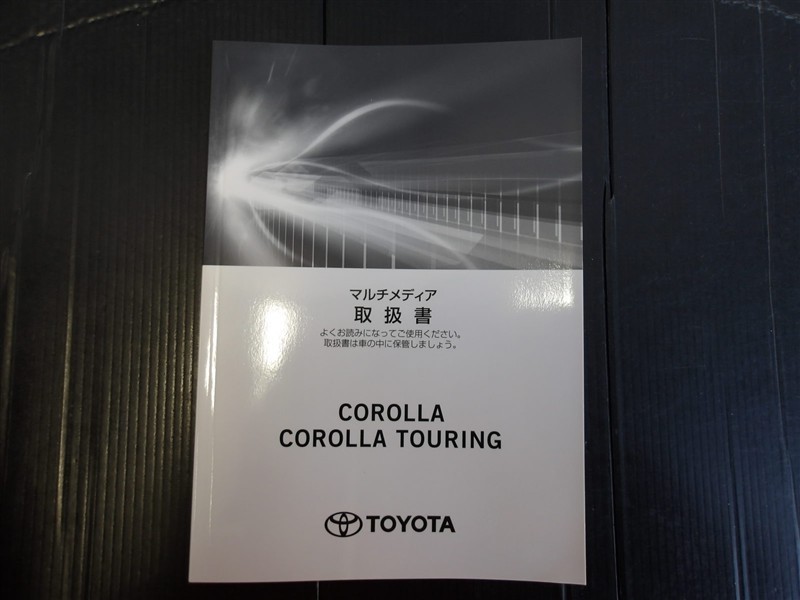 マルチメディア
取扱書
よくお読みになってご使用ください。
取扱書は車の中に保管しましょう。
COROLLA
COROLLA TOURING
TOYOTA